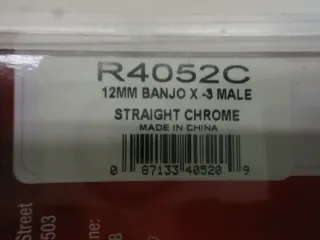 R4052C
12MM BANJO X -3 MALE
STRAIGHT CHROME
MADE IN CHINA
0 87133 40520 9
Street
503
ne: